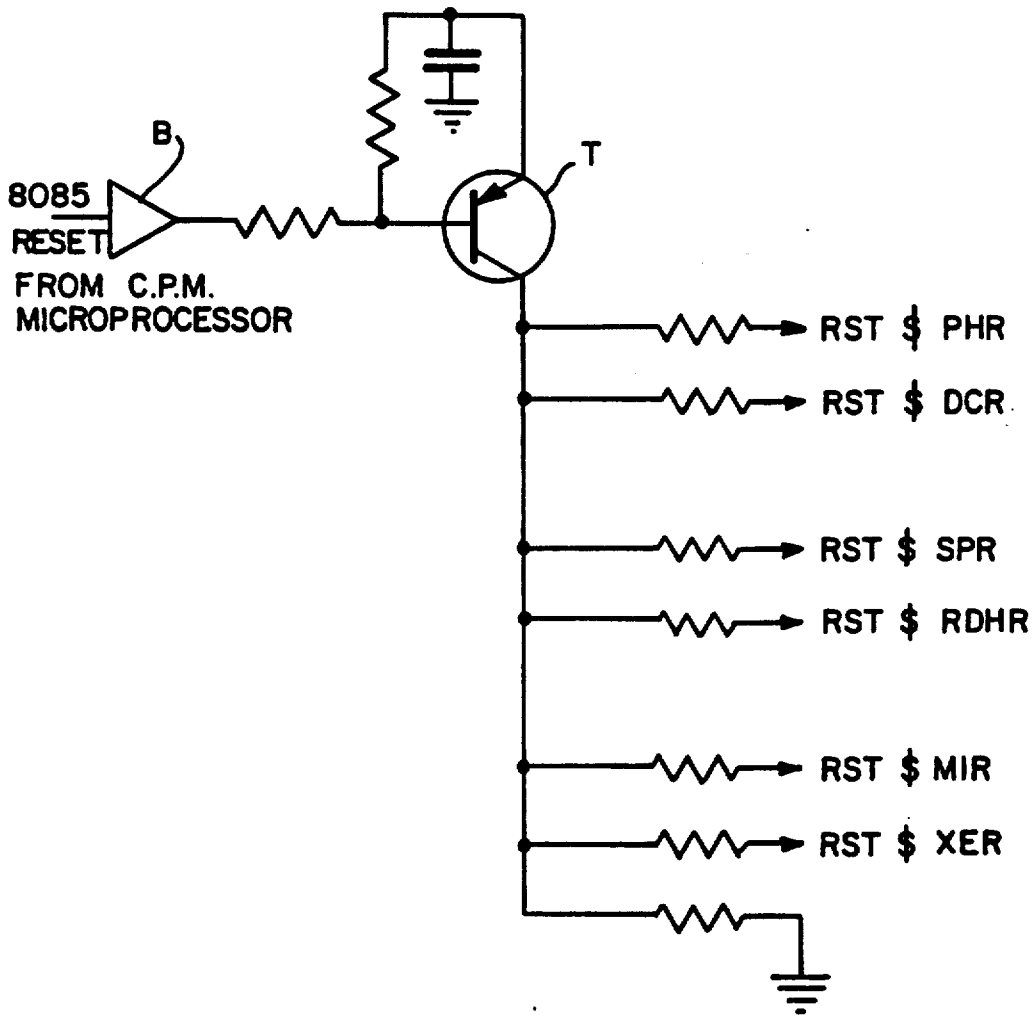 B
T
8085
RESET
FROM C.P.M.
MICROPROCESSOR
RST $ PHR
RST $ DCR
RST $ SPR
RST $ RDHR
RST $ MIR
RST $ XER